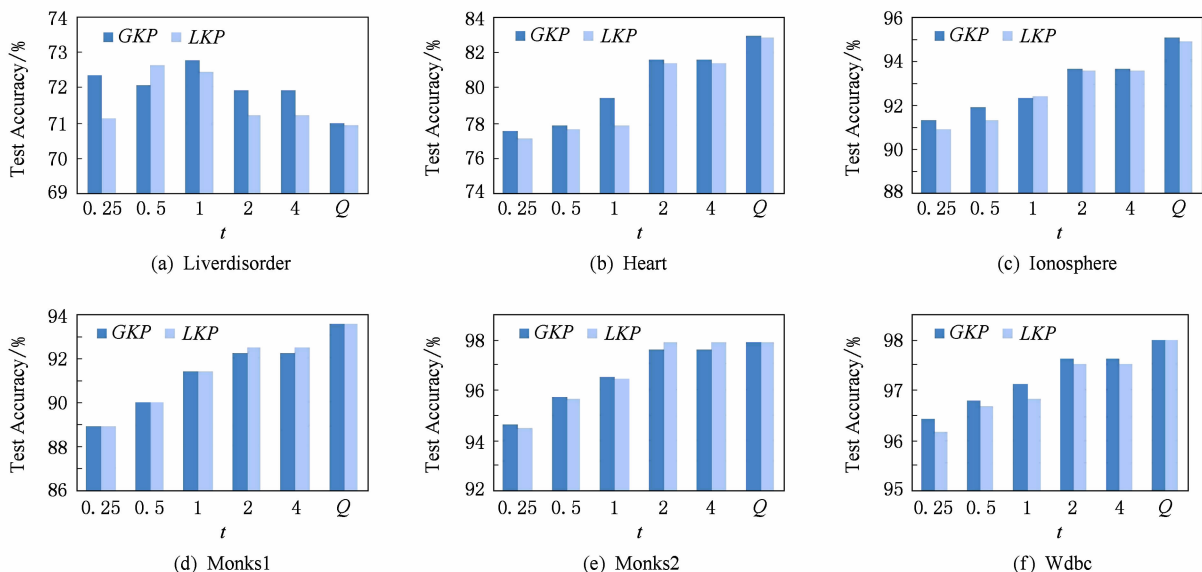 Test Accuracy/%
74
73
72
71
70
69
GKP LKP
0.25 0.5 1 2 4 Q
t
(a) Liverdisorder
Test Accuracy/%
84
82
80
78
76
74
GKP LKP
0.25 0.5 1 2 4 Q
t
(b) Heart
Test Accuracy/%
96
94
92
90
88
GKP LKP
0.25 0.5 1 2 4 Q
t
(c) Ionosphere
Test Accuracy/%
94
92
90
88
86
GKP LKP
0.25 0.5 1 2 4 Q
t
(d) Monks1
Test Accuracy/%
98
96
94
92
GKP LKP
0.25 0.5 1 2 4 Q
t
(e) Monks2
Test Accuracy/%
98
97
96
95
GKP LKP
0.25 0.5 1 2 4 Q
t
(f) Wdbc